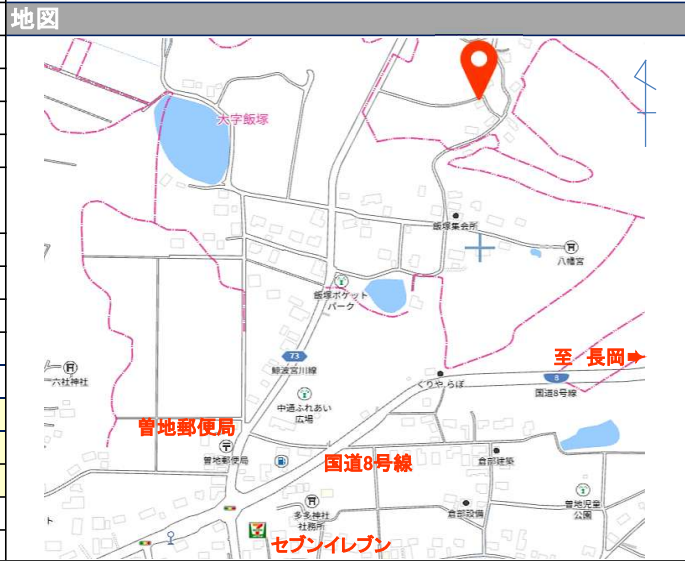 地図
大字飯塚
飯塚集会所
八幡宮
飯塚ポケット
パーク
73
鯨波宮川線
至 長岡➡
8
国道8号線
くりや らぼ
六社神社
中通ふれあい
広場
曽地郵便局
曽地郵便局
国道8号線
倉部建築
多多神社
社務所
倉部設備
曽地児童
公園
ト
セブンイレブン